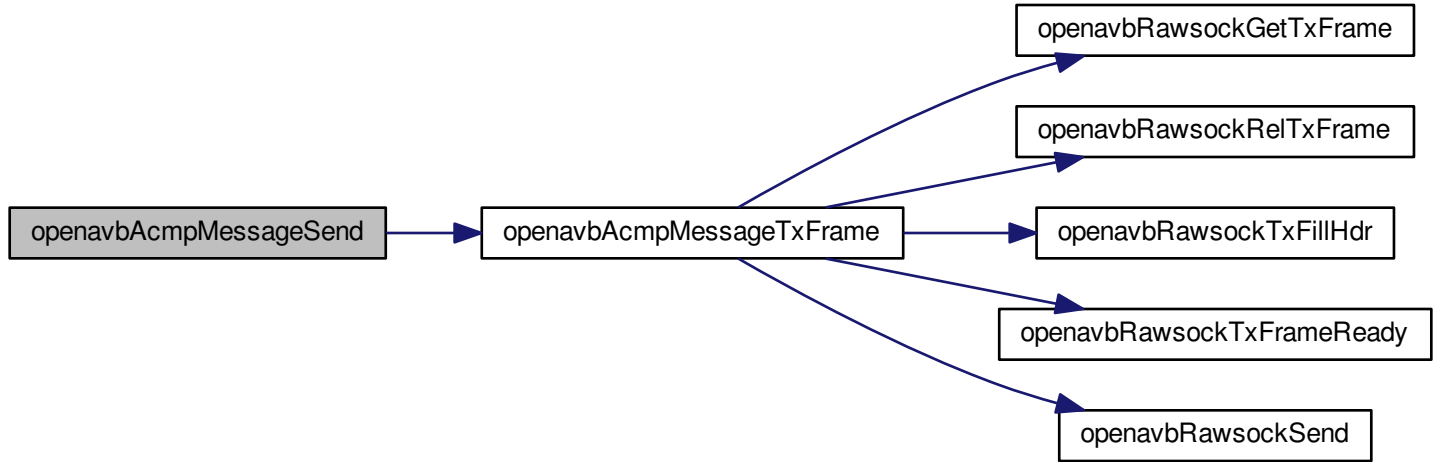 openavbAcmpMessageSend
openavbAcmpMessageTxFrame
openavbRawsockGetTxFrame
openavbRawsockRelTxFrame
openavbRawsockTxFillHdr
openavbRawsockTxFrameReady
openavbRawsockSend